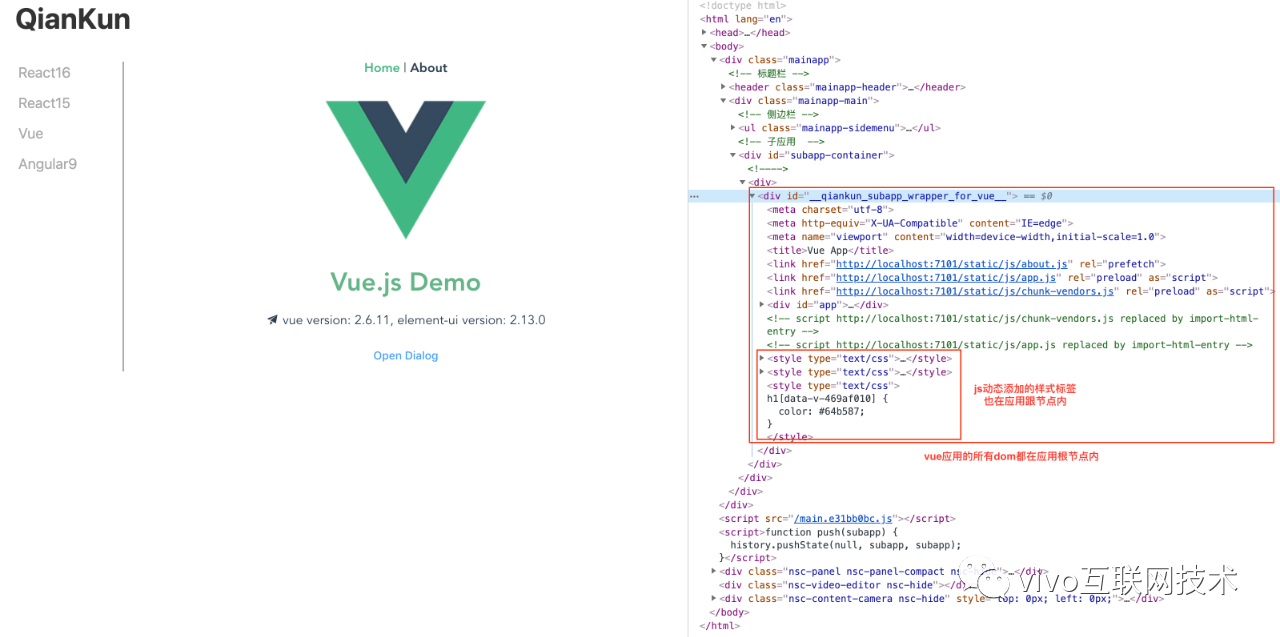 QianKun
React16
React15
Vue
Angular9
Home | About
Vue.js Demo
vue version: 2.6.11, element-ui version: 2.13.0
Open Dialog
<!doctype html>
<html lang="en">
<head>…</head>
<body>
<div class="mainapp">
<!-- 标题栏 -->
<header class="mainapp-header">…</header>
<div class="mainapp-main">
<!-- 侧边栏 -->
<ul class="mainapp-sidemenu">…</ul>
<!-- 子应用 -->
<div id="subapp-container">
<!---->
<div>
<div id="__qiankun_subapp_wrapper_for_vue__"> == $0
<meta charset="utf-8">
<meta http-equiv="X-UA-Compatible" content="IE=edge">
<meta name="viewport" content="width=device-width,initial-scale=1.0">
<title>Vue App</title>
<link href="http://localhost:7101/static/js/about.js" rel="prefetch">
<link href="http://localhost:7101/static/js/app.js" rel="preload" as="script">
<link href="http://localhost:7101/static/js/chunk-vendors.js" rel="preload" as="script">
<div id="app">…</div>
<!-- script http://localhost:7101/static/js/chunk-vendors.js replaced by import-html-
entry -->
<!-- script http://localhost:7101/static/js/app.js replaced by import-html-entry -->
<style type="text/css">…</style>
<style type="text/css">…</style>
<style type="text/css">
h1[data-v-469af010] {
color: #64b587;
}
</style>
js动态添加的样式标签
也在应用跟节点内
</div>
vue应用的所有dom都在应用根节点内
</div>
</div>
</div>
</div>
<script src="/main.e31bb0bc.js"></script>
<script>function push(subapp) {
history.pushState(null, subapp, subapp);
}</script>
<div class="nsc-panel nsc-panel-compact …</div>
<div class="nsc-video-editor nsc-hide">
<div class="nsc-content-camera nsc-hide" style= top: 0px; left: 0px;">…</div>
vivo互联网技术
</body>
</html>